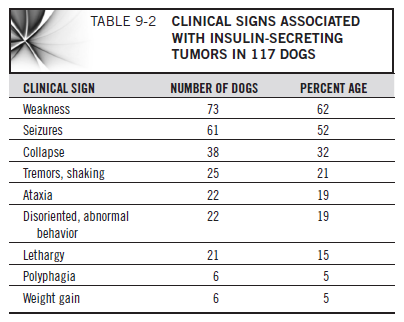 TABLE 9-2 CLINICAL SIGNS ASSOCIATED
WITH INSULIN-SECRETING
TUMORS IN 117 DOGS
CLINICAL SIGN NUMBER OF DOGS PERCENT AGE
Weakness 73 62
Seizures 61 52
Collapse 38 32
Tremors, shaking 25 21
Ataxia 22 19
Disoriented, abnormal 22 19
behavior
Lethargy 21 15
Polyphagia 6 5
Weight gain 6 5